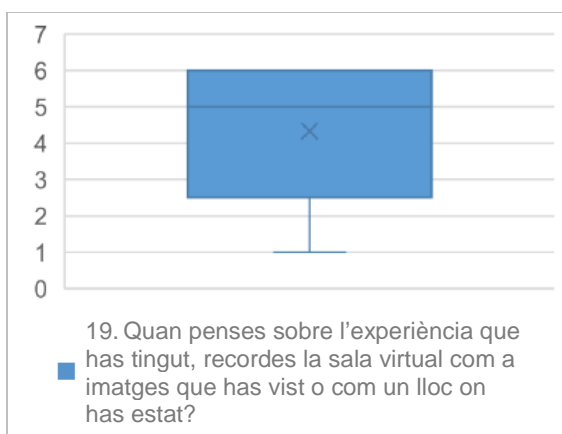 7
6
5
4
3
2
1
0
19. Quan penses sobre l’experiència que
has tingut, recordes la sala virtual com a
imatges que has vist o com un lloc on
has estat?